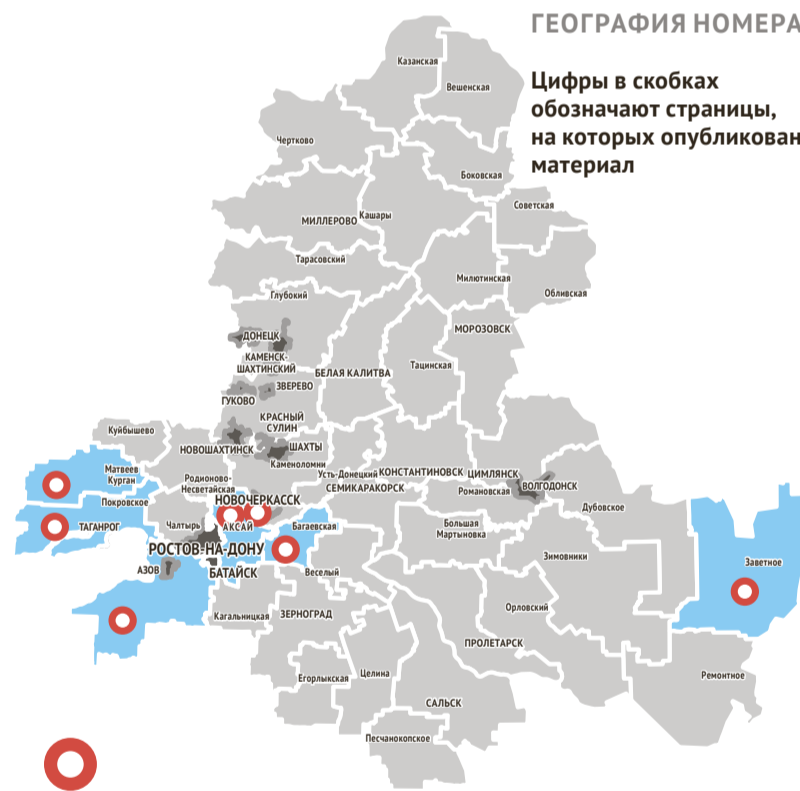 ГЕОГРАФИЯ НОМЕРА
Цифры в скобках
обозначают страницы,
на которых опубликован
материал
Казанская
Вешенская
Чертково
Боковская
Советская
МИЛЛЕРОВО
Кашары
Тарасовский
Милютинская
Обливская
Глубокий
ДОНЕЦК
МОРОЗОВСК
КАМЕНСК-
ШАХТИНСКИЙ
БЕЛАЯ КАЛИТВА
Тацинская
ЗВЕРЕВО
ГУКОВО
КРАСНЫЙ
СУЛИН
Куйбышево
НОВОШАХТИНСК
ШАХТЫ
Каменоломни
Матвеев
Курган
Родионово-
Несветайская
Усть-Донецкий
КОНСТАНТИНОВСК
ЦИМЛЯНСК
ВОЛГОДОНСК
СЕМИКАРАКОРСК
Романовская
Дубовское
Покровское
НОВОЧЕРКАССК
ТАГАНРОГ
Чалтырь
АКСАЙ
Багаевская
Большая
Мартыновка
РОСТОВ-НА-ДОНУ
Зимовники
Заветное
АЗОВ
БАТАЙСК
Веселый
Кагальницкая
ЗЕРНОГРАД
Орловский
ПРОЛЕТАРСК
Егорлыкская
Целина
Ремонтное
САЛЬСК
Песчанокопское